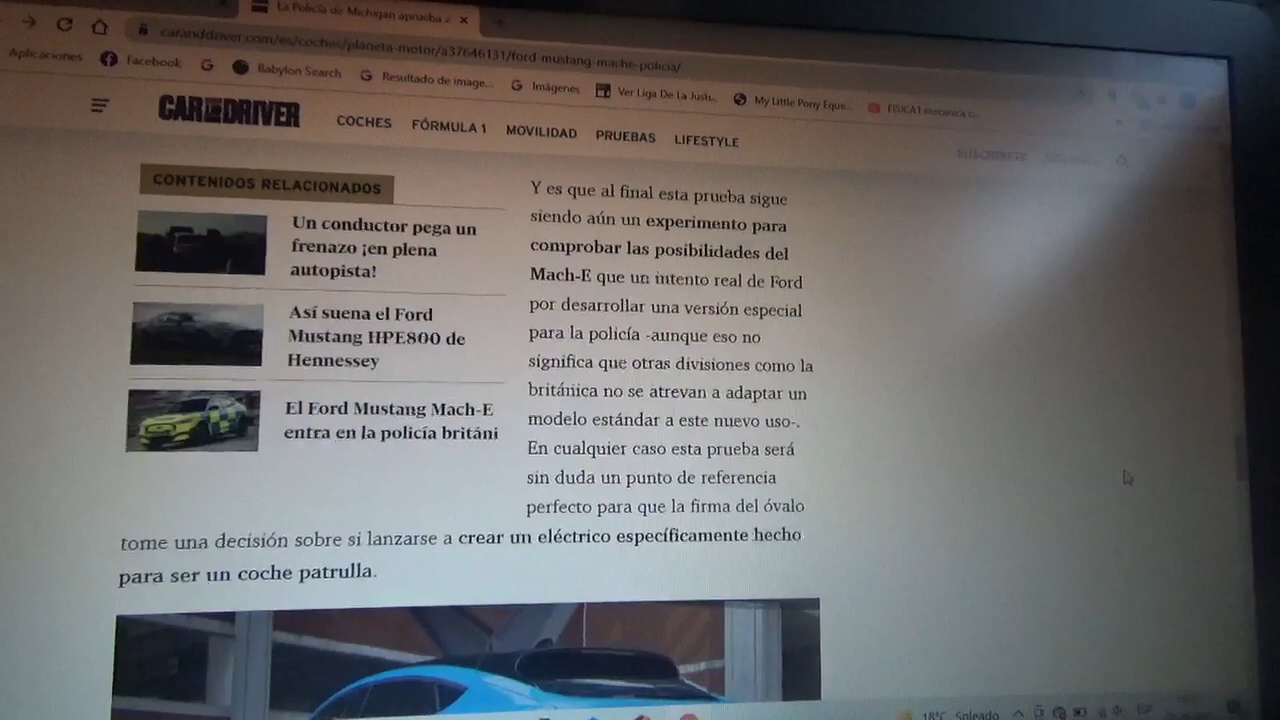 La Policía de Michigan aprueba
caranddriver.com/es/coches/planeta-motor/a37646131/ford-mustang-mache-policia/
Aplicaciones Facebook Babylon Search Resultado de image... Imágenes Ver Liga De La Justi... My Little Pony Eque...
CAR AND DRIVER COCHES FÓRMULA 1 MOVILIDAD PRUEBAS LIFESTYLE
SUSCRÍBETE
CONTENIDOS RELACIONADOS
Un conductor pega un
frenazo ¡en plena
autopista!
Así suena el Ford
Mustang HPE800 de
Hennessey
El Ford Mustang Mach-E
entra en la policía británi
Y es que al final esta prueba sigue
siendo aún un experimento para
comprobar las posibilidades del
Mach-E que un intento real de Ford
por desarrollar una versión especial
para la policía -aunque eso no
significa que otras divisiones como la
británica no se atrevan a adaptar un
modelo estándar a este nuevo uso-.
En cualquier caso esta prueba será
sin duda un punto de referencia
perfecto para que la firma del óvalo
tome una decisión sobre si lanzarse a crear un eléctrico específicamente hecho
para ser un coche patrulla.
18°C Soleado